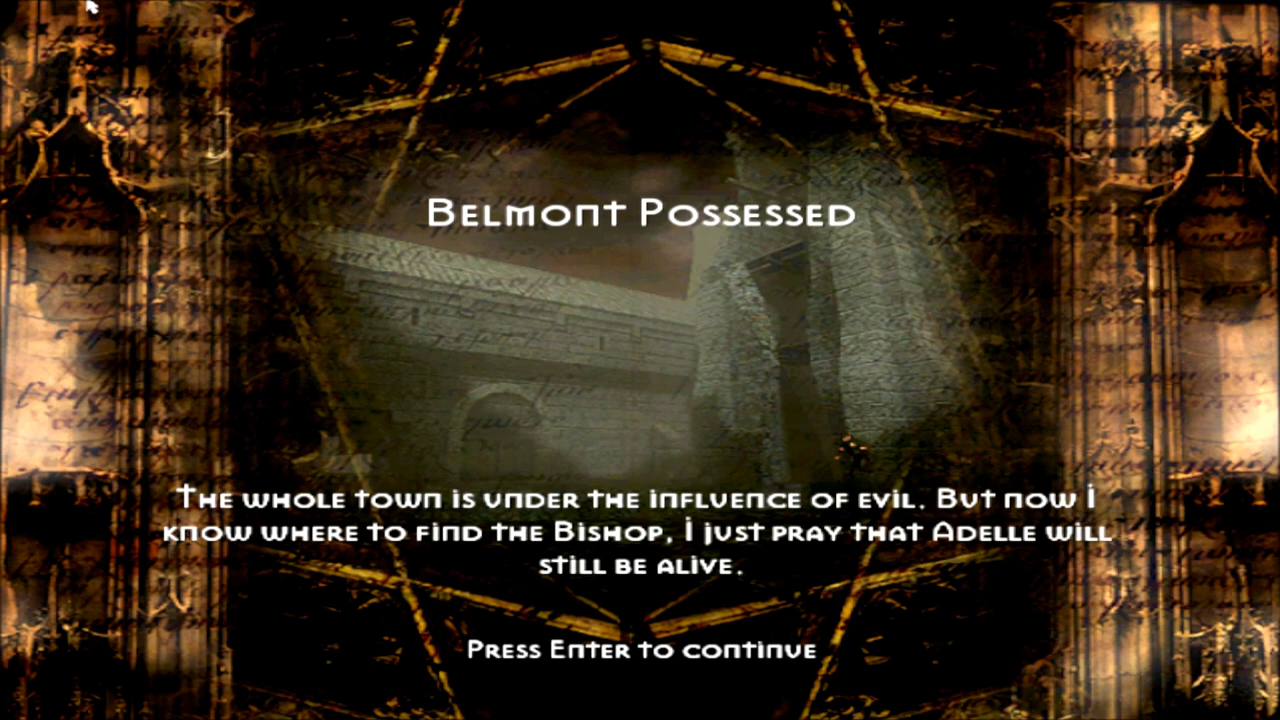 Belmont Possessed
The whole town is under the influence of evil. But now I
know where to find the Bishop, I just pray that Adelle will
still be alive.
Press Enter to continue